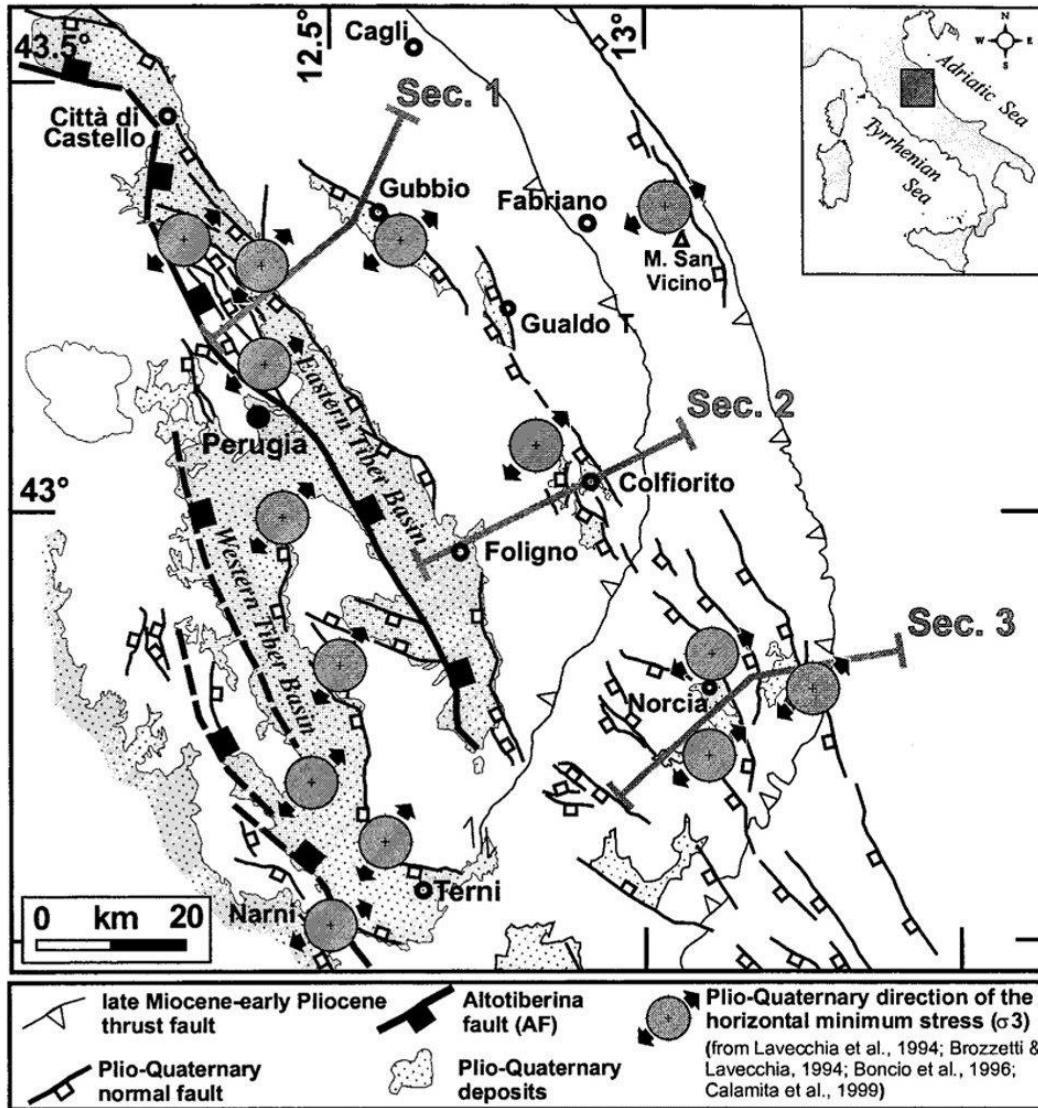 43.5°
12.5°
13°
Cagli
N
W
E
S
Adriatic Sea
Tyrrhenian
Sea
Sec. 1
Città di
Castello
Gubbio
Fabriano
M. San
Vicino
Gualdo T.
Eastern Tiber Basin
Perugia
Sec. 2
43°
Colfiorito
Foligno
Western Tiber Basin
Sec. 3
Norcia
Terni
Narni
0 km 20
late Miocene-early Pliocene
thrust fault
Plio-Quaternary
normal fault
Altotiberina
fault (AF)
Plio-Quaternary
deposits
Plio-Quaternary direction of the
horizontal minimum stress (σ3)
(from Lavecchia et al., 1994; Brozzetti &
Lavecchia, 1994; Boncio et al., 1996;
Calamita et al., 1999)